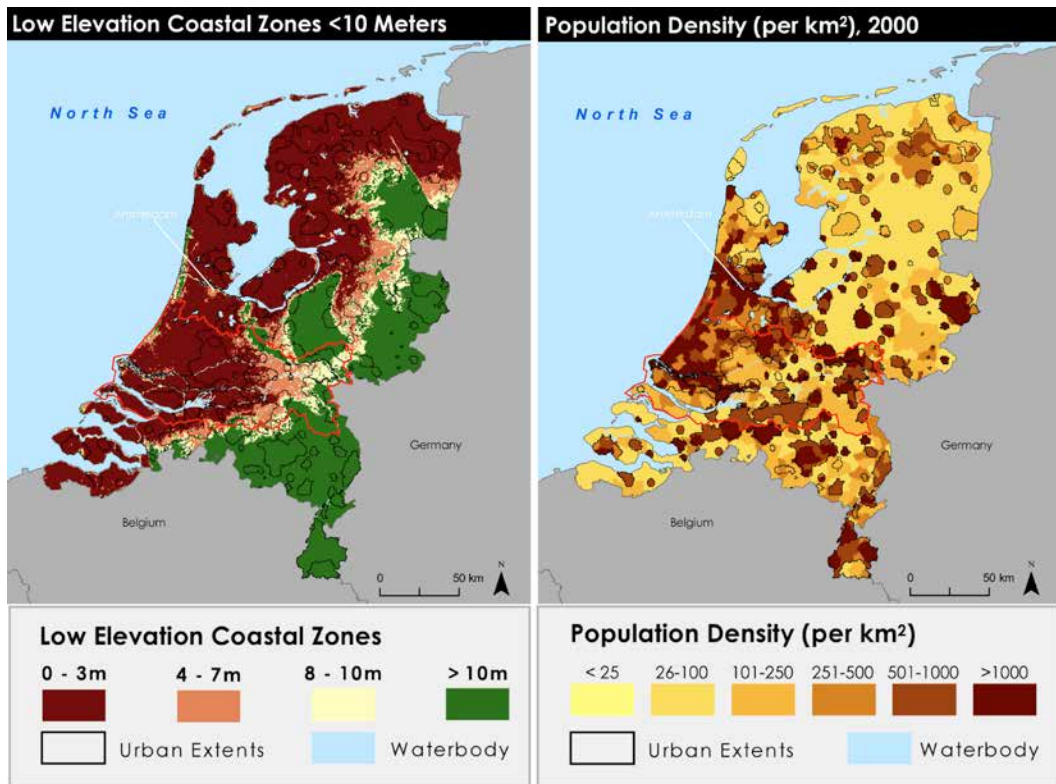 Low Elevation Coastal Zones <10 Meters
North Sea
Amsterdam
Germany
Belgium
N
0 50 km
Low Elevation Coastal Zones
0 - 3m 4 - 7m 8 - 10m > 10m
Urban Extents Waterbody
Population Density (per km²), 2000
North Sea
Amsterdam
Germany
Belgium
N
0 50 km
Population Density (per km²)
< 25 26-100 101-250 251-500 501-1000 >1000
Urban Extents Waterbody